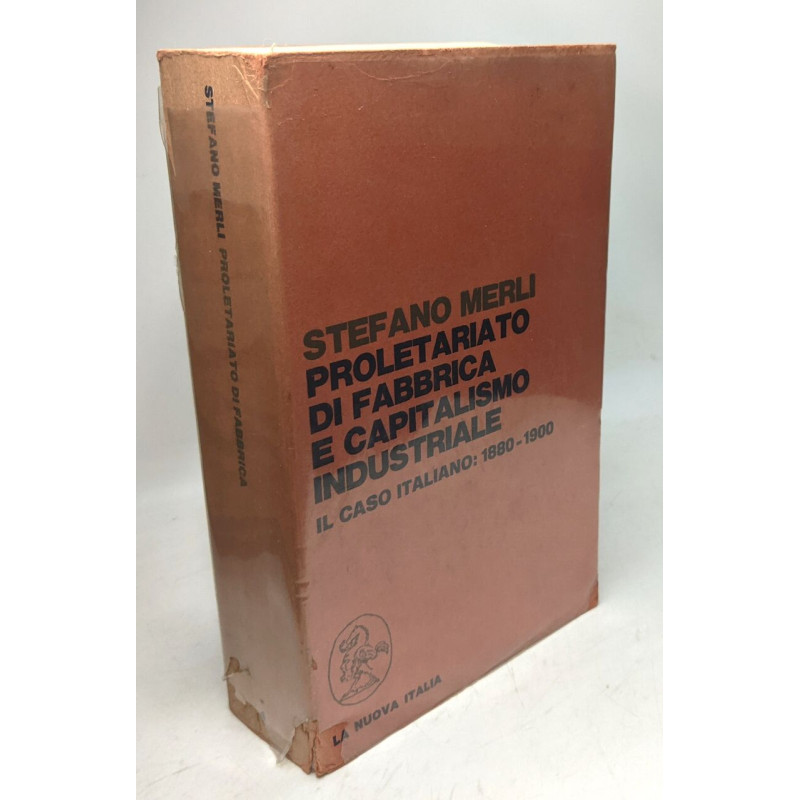 STEFANO MERLI PROLETARIATO DI FABBRICA
STEFANO MERLI
PROLETARIATO
DI FABBRICA
E CAPITALISMO
INDUSTRIALE
IL CASO ITALIANO: 1880-1900
LA NUOVA ITALIA